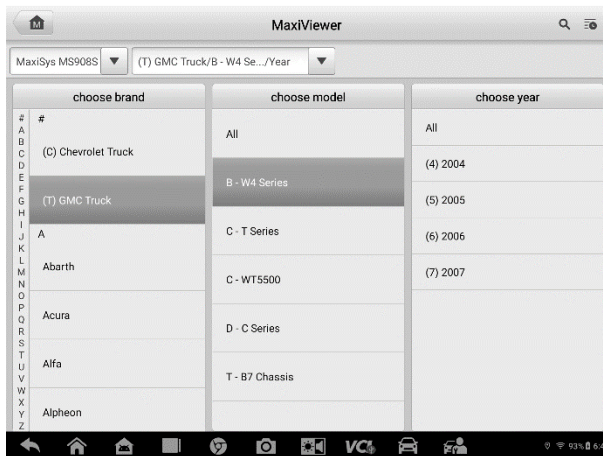 M
MaxiViewer
MaxiSys MS908S
(T) GMC Truck/B - W4 Se.../Year
choose brand
choose model
choose year
#
A
B
C
D
E
F
G
H
I
J
K
L
M
N
O
P
Q
R
S
T
U
V
W
X
Y
Z
#
(C) Chevrolet Truck
(T) GMC Truck
A
Abarth
Acura
Alfa
Alpheon
All
B - W4 Series
C - T Series
C - WT5500
D - C Series
T - B7 Chassis
All
(4) 2004
(5) 2005
(6) 2006
(7) 2007
VCI
93%